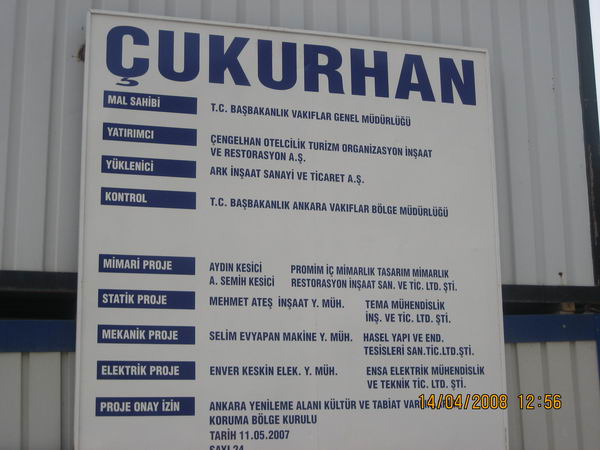 ÇUKURHAN
MAL SAHİBİ T.C. BAŞBAKANLIK VAKIFLAR GENEL MÜDÜRLÜĞÜ
YATIRIMCI ÇENGELHAN OTELCİLİK TURİZM ORGANIZASYON İNŞAAT
VE RESTORASYON A.Ş.
YÜKLENİCİ ARK İNŞAAT SANAYİ VE TİCARET A.Ş.
KONTROL T.C. BAŞBAKANLIK ANKARA VAKIFLAR BÖLGE MÜDÜRLÜĞÜ
MİMARİ PROJE AYDIN KESİCİ PROMİM İÇ MİMARLIK TASARIM MİMARLIK
A. SEMİH KESİCİ RESTORASYON İNŞAAT SAN. VE TİC. LTD. ŞTİ.
STATİK PROJE MEHMET ATEŞ İNŞAAT Y. MÜH. TEMA MÜHENDİSLİK
İNŞ. VE TİC. LTD. ŞTİ.
MEKANİK PROJE SELİM EVYAPAN MAKİNE Y. MÜH. HASEL YAPI VE END.
TESİSLERİ SAN.TİC.LTD.ŞTİ.
ELEKTRİK PROJE ENVER KESKİN ELEK. Y. MÜH. ENSA ELEKTRİK MÜHENDİSLİK
VE TEKNİK TİC. LTD. ŞTİ.
PROJE ONAY İZİN ANKARA YENİLEME ALANI KÜLTÜR VE TABİAT
KORUMA BÖLGE KURULU
TARİH 11.05.2007
SAYI 24
14/04/2008 12:56